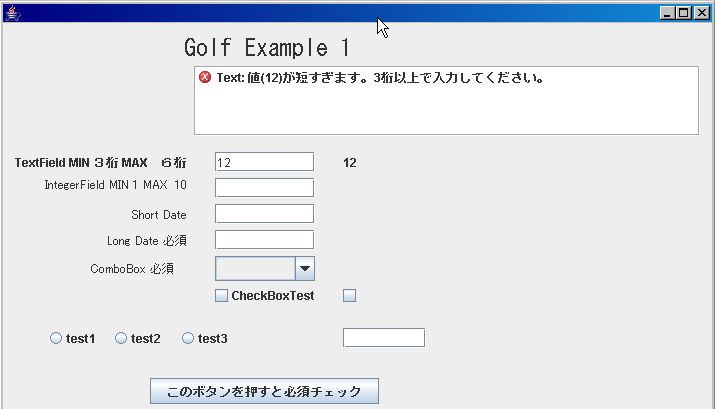 Golf Example 1
Text: 値(12)が短すぎます。3桁以上で入力してください。
TextField MIN ３桁 MAX　６桁 12 12
IntegerField MIN 1 MAX 10
Short Date
Long Date 必須
ComboBox 必須
CheckBoxTest
test1 test2 test3
このボタンを押すと必須チェック